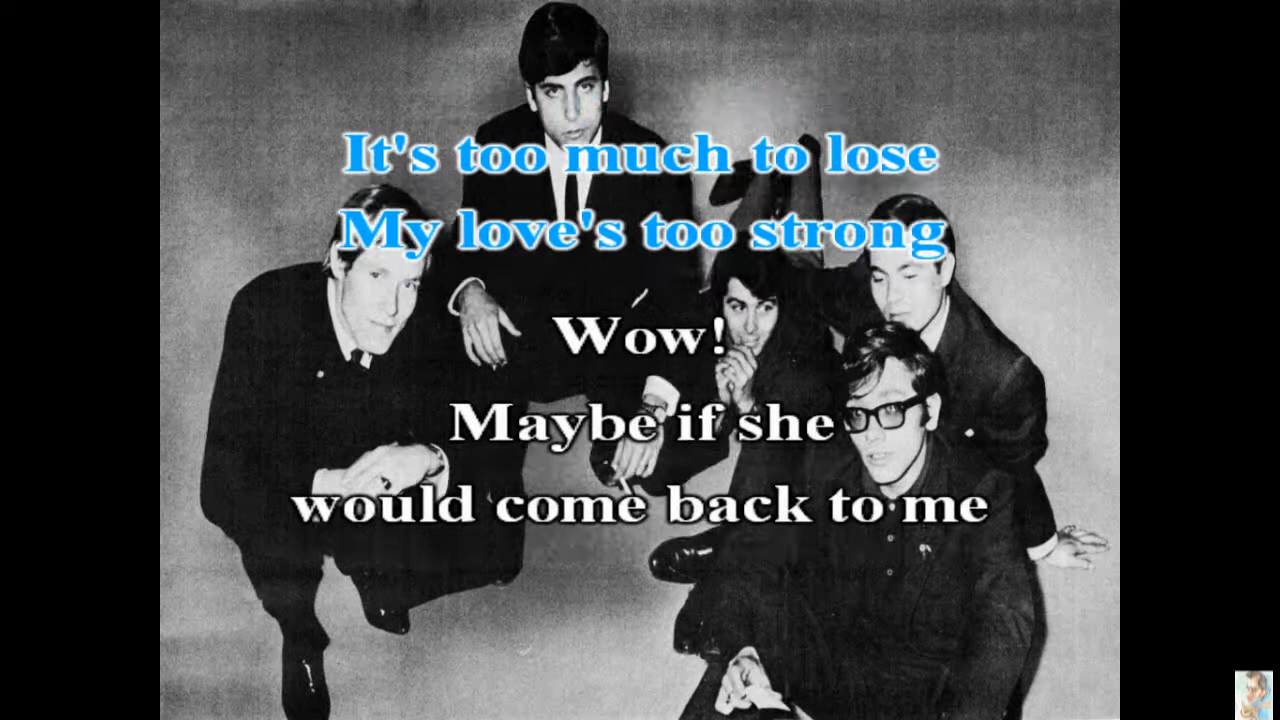 It's too much to lose
My love's too strong
Wow!
Maybe if she
would come back to me